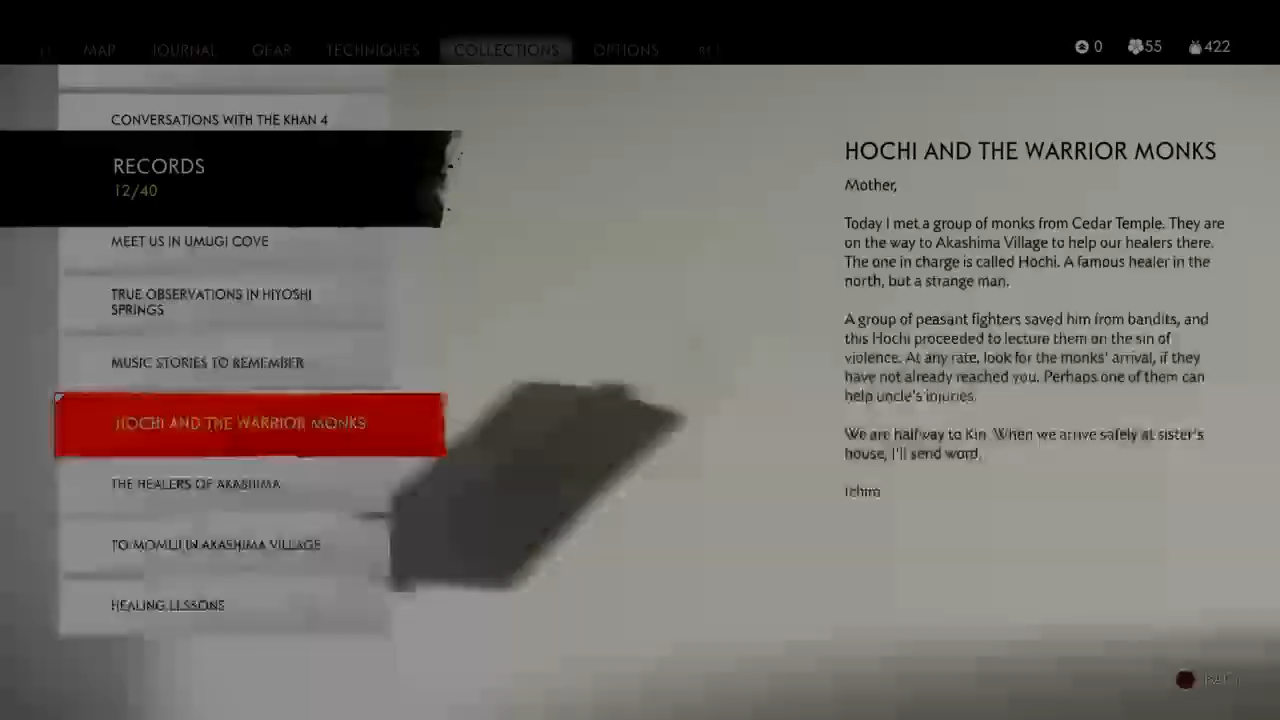 MAP JOURNAL GEAR TECHNIQUES COLLECTIONS OPTIONS
0 55 422
CONVERSATIONS WITH THE KHAN 4
RECORDS
12/40
MEET US IN UMUGI COVE
TRUE OBSERVATIONS IN HIYOSHI
SPRINGS
MUSIC STORIES TO REMEMBER
HOCHI AND THE WARRIOR MONKS
THE HEALERS OF AKASHIMA
TO MOMIJI IN AKASHIMA VILLAGE
HEALING LESSONS
HOCHI AND THE WARRIOR MONKS
Mother,
Today I met a group of monks from Cedar Temple. They are
on the way to Akashima Village to help our healers there.
The one in charge is called Hochi. A famous healer in the
north, but a strange man.
A group of peasant fighters saved him from bandits, and
this Hochi proceeded to lecture them on the sin of
violence. At any rate, look for the monks' arrival, if they
have not already reached you. Perhaps one of them can
help uncle's injuries.
We are halfway to Kin. When we arrive safely at sister's
house, I'll send word.
Ichiro